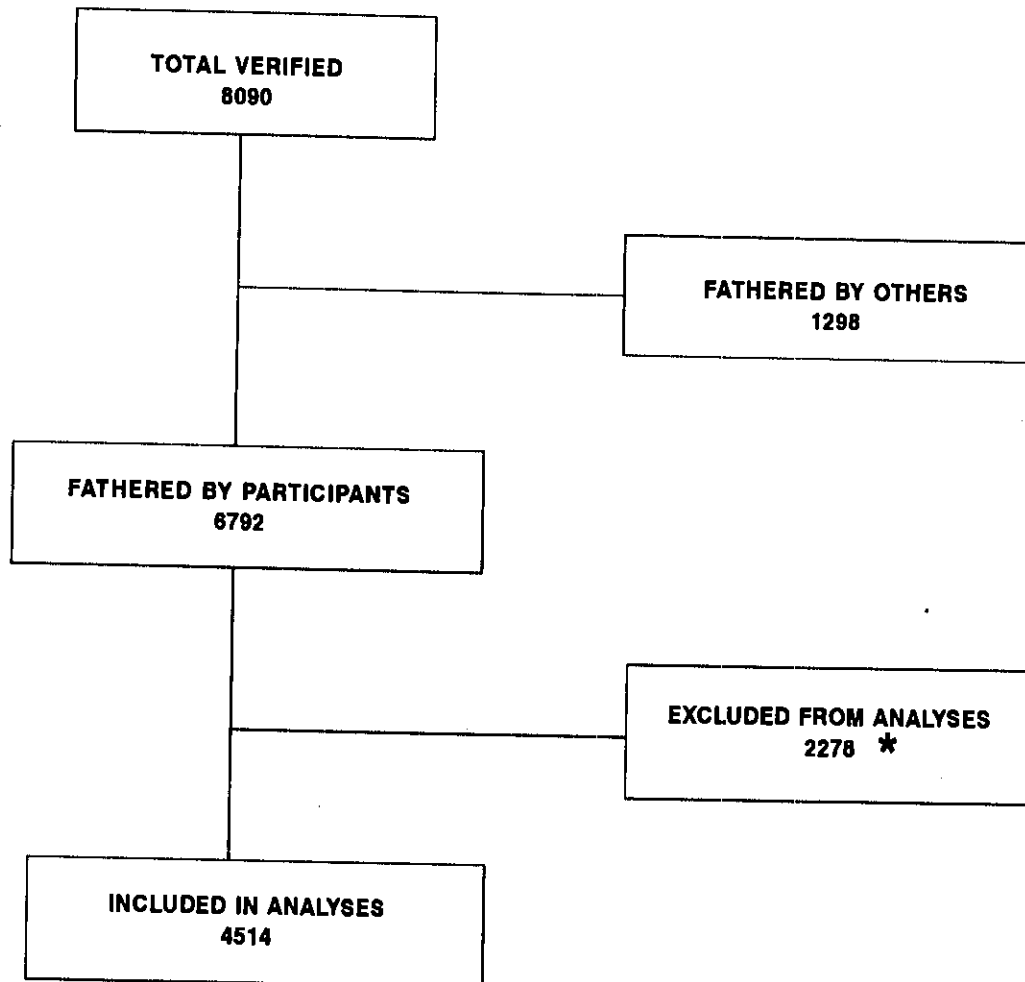 TOTAL VERIFIED
8090
FATHERED BY OTHERS
1298
FATHERED BY PARTICIPANTS
6792
EXCLUDED FROM ANALYSES
2278 *
INCLUDED IN ANALYSES
4514